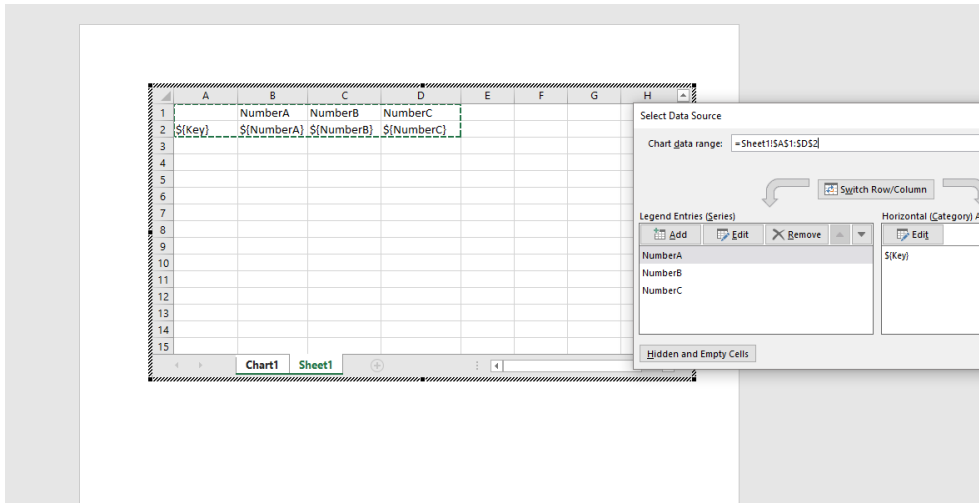 A B C D E F G H
1 NumberA NumberB NumberC
2 ${Key} ${NumberA} ${NumberB} ${NumberC}
3
4
5
6
7
8
9
10
11
12
13
14
15
Chart1 Sheet1
Select Data Source
Chart data range: =Sheet1!$A$1:$D$2
Switch Row/Column
Legend Entries (Series) Horizontal (Category) A
Add Edit Remove Edit
NumberA ${Key}
NumberB
NumberC
Hidden and Empty Cells